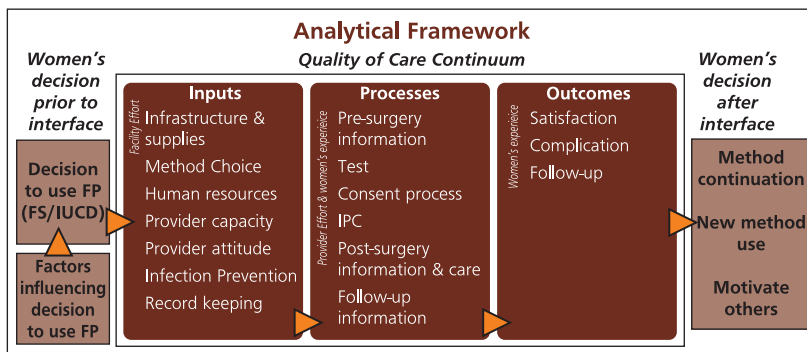 Analytical Framework
Quality of Care Continuum
Women's
decision
prior to
interface
Decision
to use FP
(FS/IUCD)
Factors
influencing
decision
to use FP
Inputs
Facility Effort
Infrastructure &
supplies
Method Choice
Human resources
Provider capacity
Provider attitude
Infection Prevention
Record keeping
Processes
Provider Effort & women's experieice
Pre-surgery
information
Test
Consent process
IPC
Post-surgery
information & care
Follow-up
information
Outcomes
Women's experieice
Satisfaction
Complication
Follow-up
Women's
decision after
interface
Method
continuation
New method
use
Motivate
others